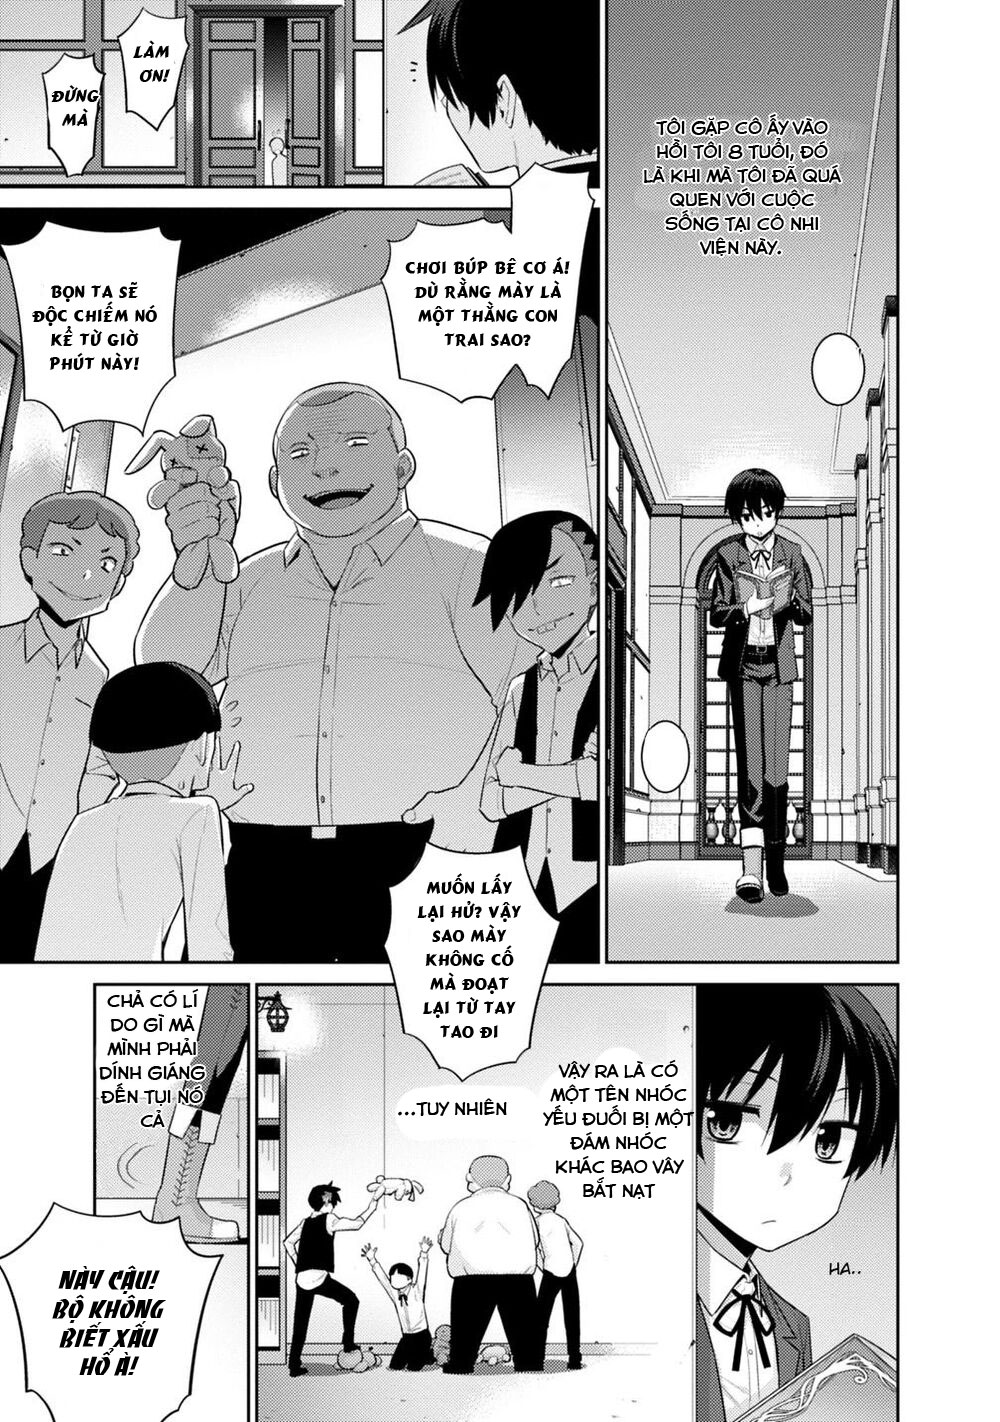 TÔI GẶP CÔ ẤY VÀO
HỒI TÔI 8 TUỔI, ĐÓ
LÀ KHI MÀ TÔI ĐÃ QUÁ
QUEN VỚI CUỘC
SỐNG TẠI CÔ NHI
VIỆN NÀY.
LÀM
ƠN!
ĐỪNG
MÀ
CHƠI BÚP BÊ CƠ Á!
DÙ RẰNG MÀY LÀ
MỘT THẰNG CON
TRAI SAO?
BỌN TA SẼ
ĐỘC CHIẾM NÓ
KỂ TỪ GIỜ
PHÚT NÀY!
MUỐN LẤY
LẠI HỬ? VẬY
SAO MÀY
KHÔNG CỐ
MÀ ĐOẠT
LẠI TỪ TAY
TAO ĐI
VẬY RA LÀ CÓ
MỘT TÊN NHÓC
YẾU ĐUỐI BỊ MỘT
ĐÁM NHÓC
KHÁC BAO VÂY
BẮT NẠT
HA..
...TUY NHIÊN
CHẢ CÓ LÍ
DO GÌ MÀ
MÌNH PHẢI
DÍNH GIÁNG
ĐẾN TỤI NÓ
CẢ
NÀY CẬU!
BỘ KHÔNG
BIẾT XẤU
HỔ À!